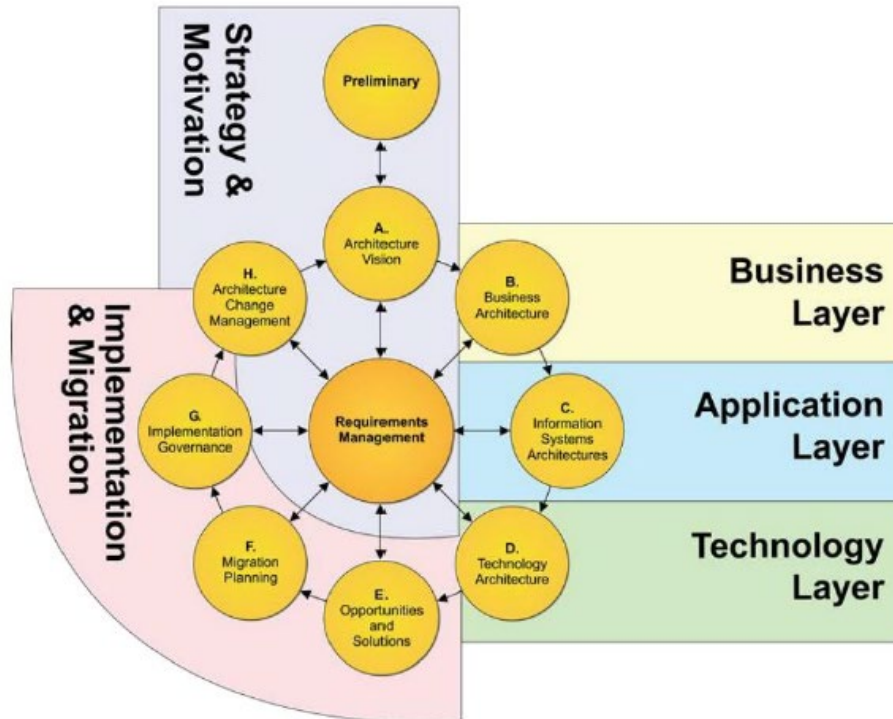 Strategy &
Motivation
Preliminary
A.
Architecture
Vision
H.
Architecture
Change
Management
B.
Business
Architecture
Business
Layer
Implementation
& Migration
G.
Implementation
Governance
Requirements
Management
C.
Information
Systems
Architectures
Application
Layer
F.
Migration
Planning
E.
Opportunities
and
Solutions
D.
Technology
Architecture
Technology
Layer